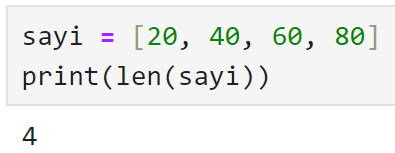 sayi = [20, 40, 60, 80]
print(len(sayi))
4